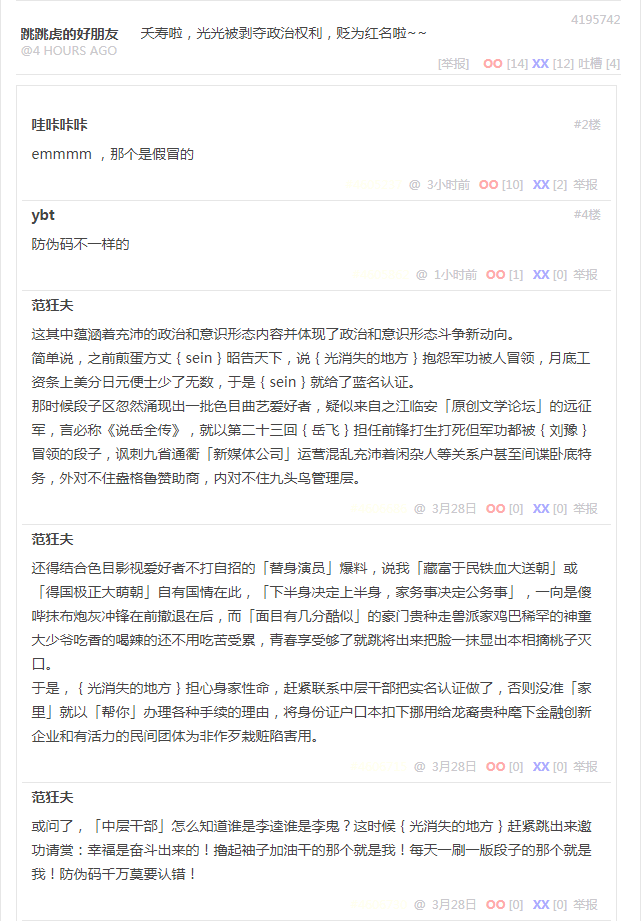 4195742
跳跳虎的好朋友 夭寿啦，光光被剥夺政治权利，贬为红名啦~~
@4 HOURS AGO
[举报] OO [14] XX [12] 吐槽 [4]
哇咔咔咔 #2楼
emmmm ，那个是假冒的
@ 3小时前 OO [10] XX [2] 举报
ybt #4楼
防伪码不一样的
@ 1小时前 OO [1] XX [0] 举报
范狂夫
这其中蕴涵着充沛的政治和意识形态内容并体现了政治和意识形态斗争新动向。
简单说，之前煎蛋方丈｛sein｝昭告天下，说｛光消失的地方｝抱怨军功被人冒领，月底工
资条上美分日元便士少了无数，于是｛sein｝就给了蓝名认证。
那时候段子区忽然涌现出一批色目曲艺爱好者，疑似来自之江临安「原创文学论坛」的远征
军，言必称《说岳全传》，就以第二十三回｛岳飞｝担任前锋打生打死但军功都被｛刘豫｝
冒领的段子，讽刺九省通衢「新媒体公司」运营混乱充沛着闲杂人等关系户甚至间谍卧底特
务，外对不住盎格鲁赞助商，内对不住九头鸟管理层。
@ 3月28日 OO [0] XX [0] 举报
范狂夫
还得结合色目影视爱好者不打自招的「替身演员」爆料，说我「藏富于民铁血大送朝」或
「得国极正大萌朝」自有国情在此，「下半身决定上半身，家务事决定公务事」，一向是傻
哔抹布炮灰冲锋在前撤退在后，而「面目有几分酷似」的豪门贵种走兽派家鸡巴稀罕的神童
大少爷吃香的喝辣的还不用吃苦受累，青春享受够了就跳将出来把脸一抹显出本相摘桃子灭
口。
于是，｛光消失的地方｝担心身家性命，赶紧联系中层干部把实名认证做了，否则没准「家
里」就以「帮你」办理各种手续的理由，将身份证户口本扣下挪用给龙裔贵种麾下金融创新
企业和有活力的民间团体为非作歹栽赃陷害用。
@ 3月28日 OO [0] XX [0] 举报
范狂夫
或问了，「中层干部」怎么知道谁是李逵谁是李鬼？这时候｛光消失的地方｝赶紧跳出来邀
功请赏：幸福是奋斗出来的！撸起袖子加油干的那个就是我！每天一刷一版段子的那个就是
我！防伪码千万莫要认错！
@ 3月28日 OO [0] XX [0] 举报